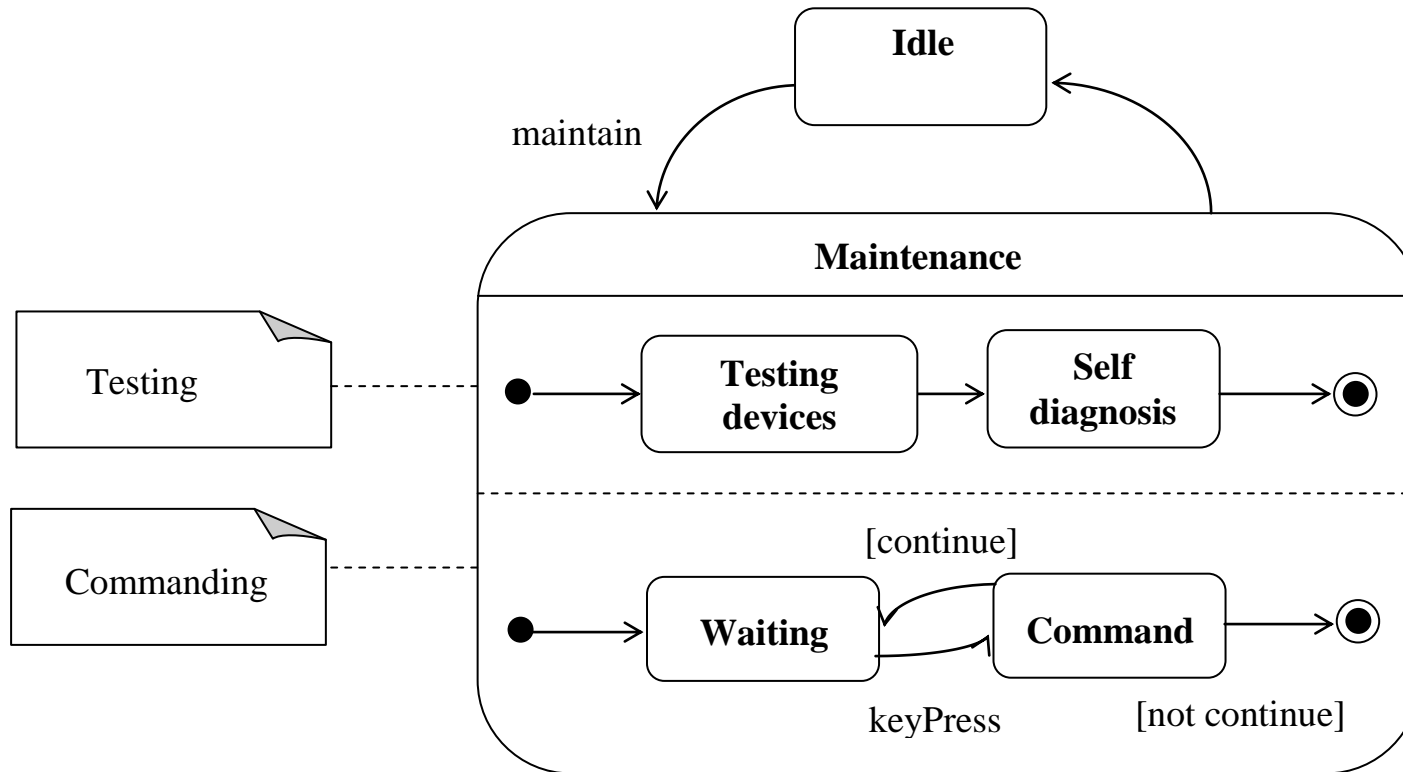 Idle
maintain
Maintenance
Testing
Testing
devices
Self
diagnosis
Commanding
[continue]
Waiting
Command
keyPress
[not continue]